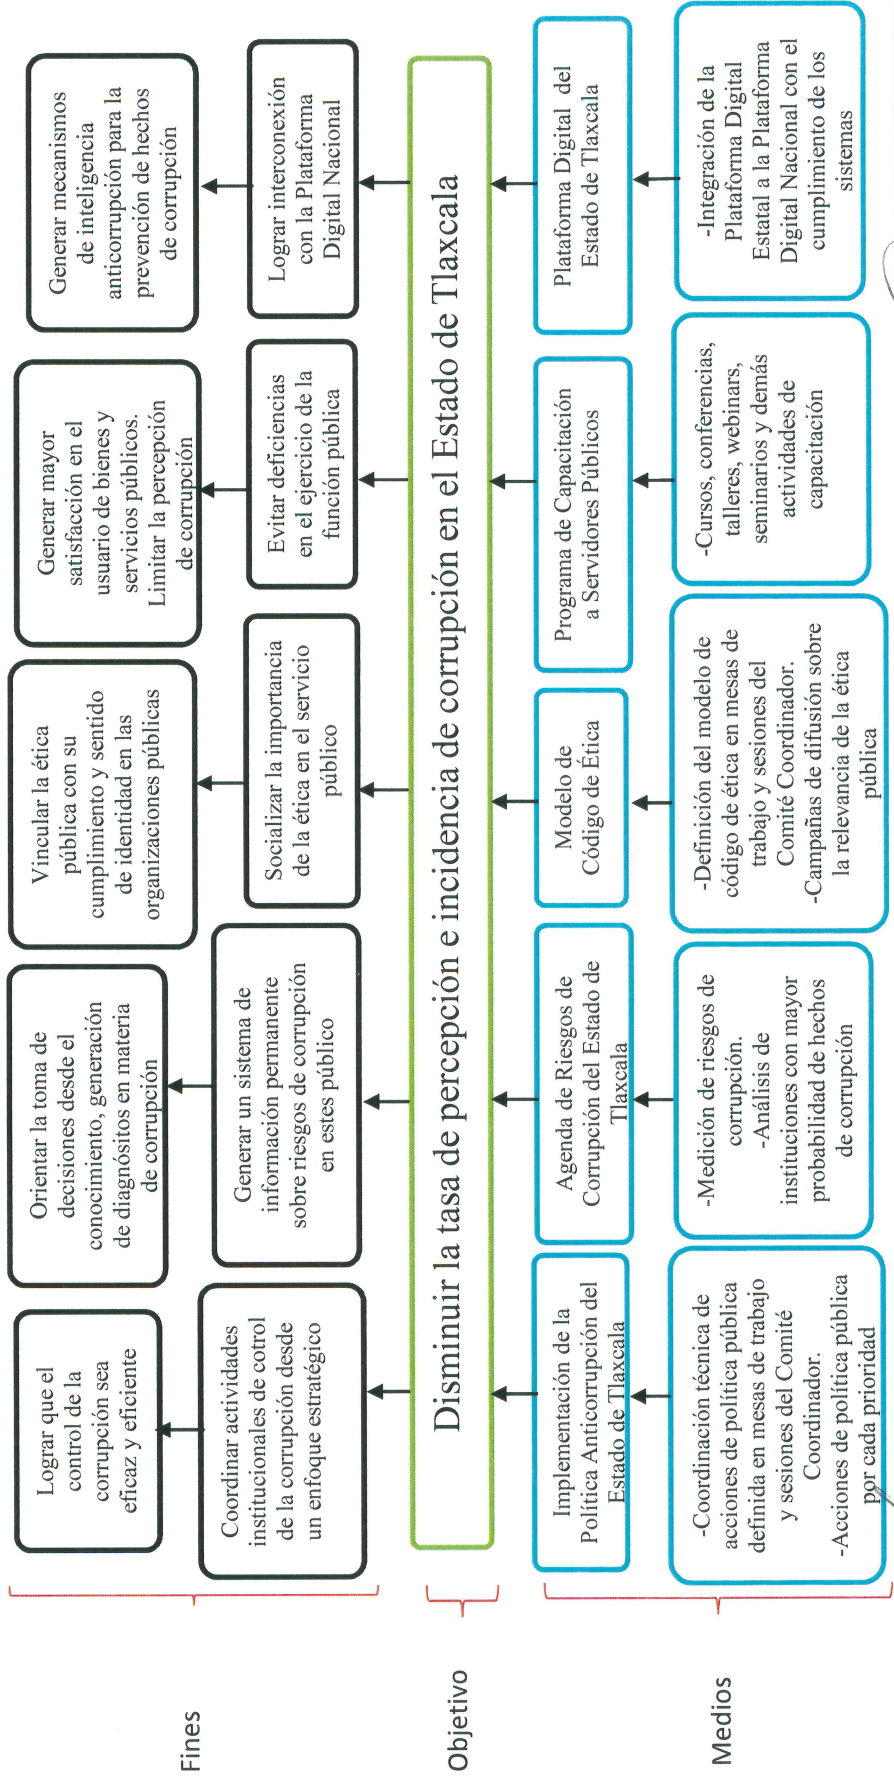 Fines
Lograr que el
control de la
corrupción sea
eficaz y eficiente
Orientar la toma de
decisiones desde el
conocimiento, generación
de diagnósticos en materia
de corrupción
Vincular la ética
pública con su
cumplimiento y sentido
de identidad en las
organizaciones públicas
Generar mayor
satisfacción en el
usuario de bienes y
servicios públicos.
Limitar la percepción
de corrupción
Generar mecanismos
de inteligencia
anticorrupción para la
prevención de hechos
de corrupción
Coordinar actividades
institucionales de cotrol
de la corrupción desde
un enfoque estratégico
Generar un sistema de
información permanente
sobre riesgos de corrupción
en estes público
Socializar la importancia
de la ética en el servicio
público
Evitar deficiencias
en el ejercicio de la
función pública
Lograr interconexión
con la Plataforma
Digital Nacional
Objetivo
Disminuir la tasa de percepción e incidencia de corrupción en el Estado de Tlaxcala
Medios
Implementación de la
Política Anticorrupción del
Estado de Tlaxcala
Agenda de Riesgos de
Corrupción del Estado de
Tlaxcala
Modelo de
Código de Ética
Programa de Capacitación
a Servidores Públicos
Plataforma Digital del
Estado de Tlaxcala
-Coordinación técnica de
acciones de política pública
definida en mesas de trabajo
y sesiones del Comité
Coordinador.
-Acciones de política pública
por cada prioridad
-Medición de riesgos de
corrupción.
-Análisis de
instituciones con mayor
probabilidad de hechos
de corrupción
-Definición del modelo de
código de ética en mesas de
trabajo y sesiones del
Comité Coordinador.
-Campañas de difusión sobre
la relevancia de la ética
pública
-Cursos, conferencias,
talleres, webinars,
seminarios y demás
actividades de
capacitación
-Integración de la
Plataforma Digital
Estatal a la Plataforma
Digital Nacional con el
cumplimiento de los
sistemas